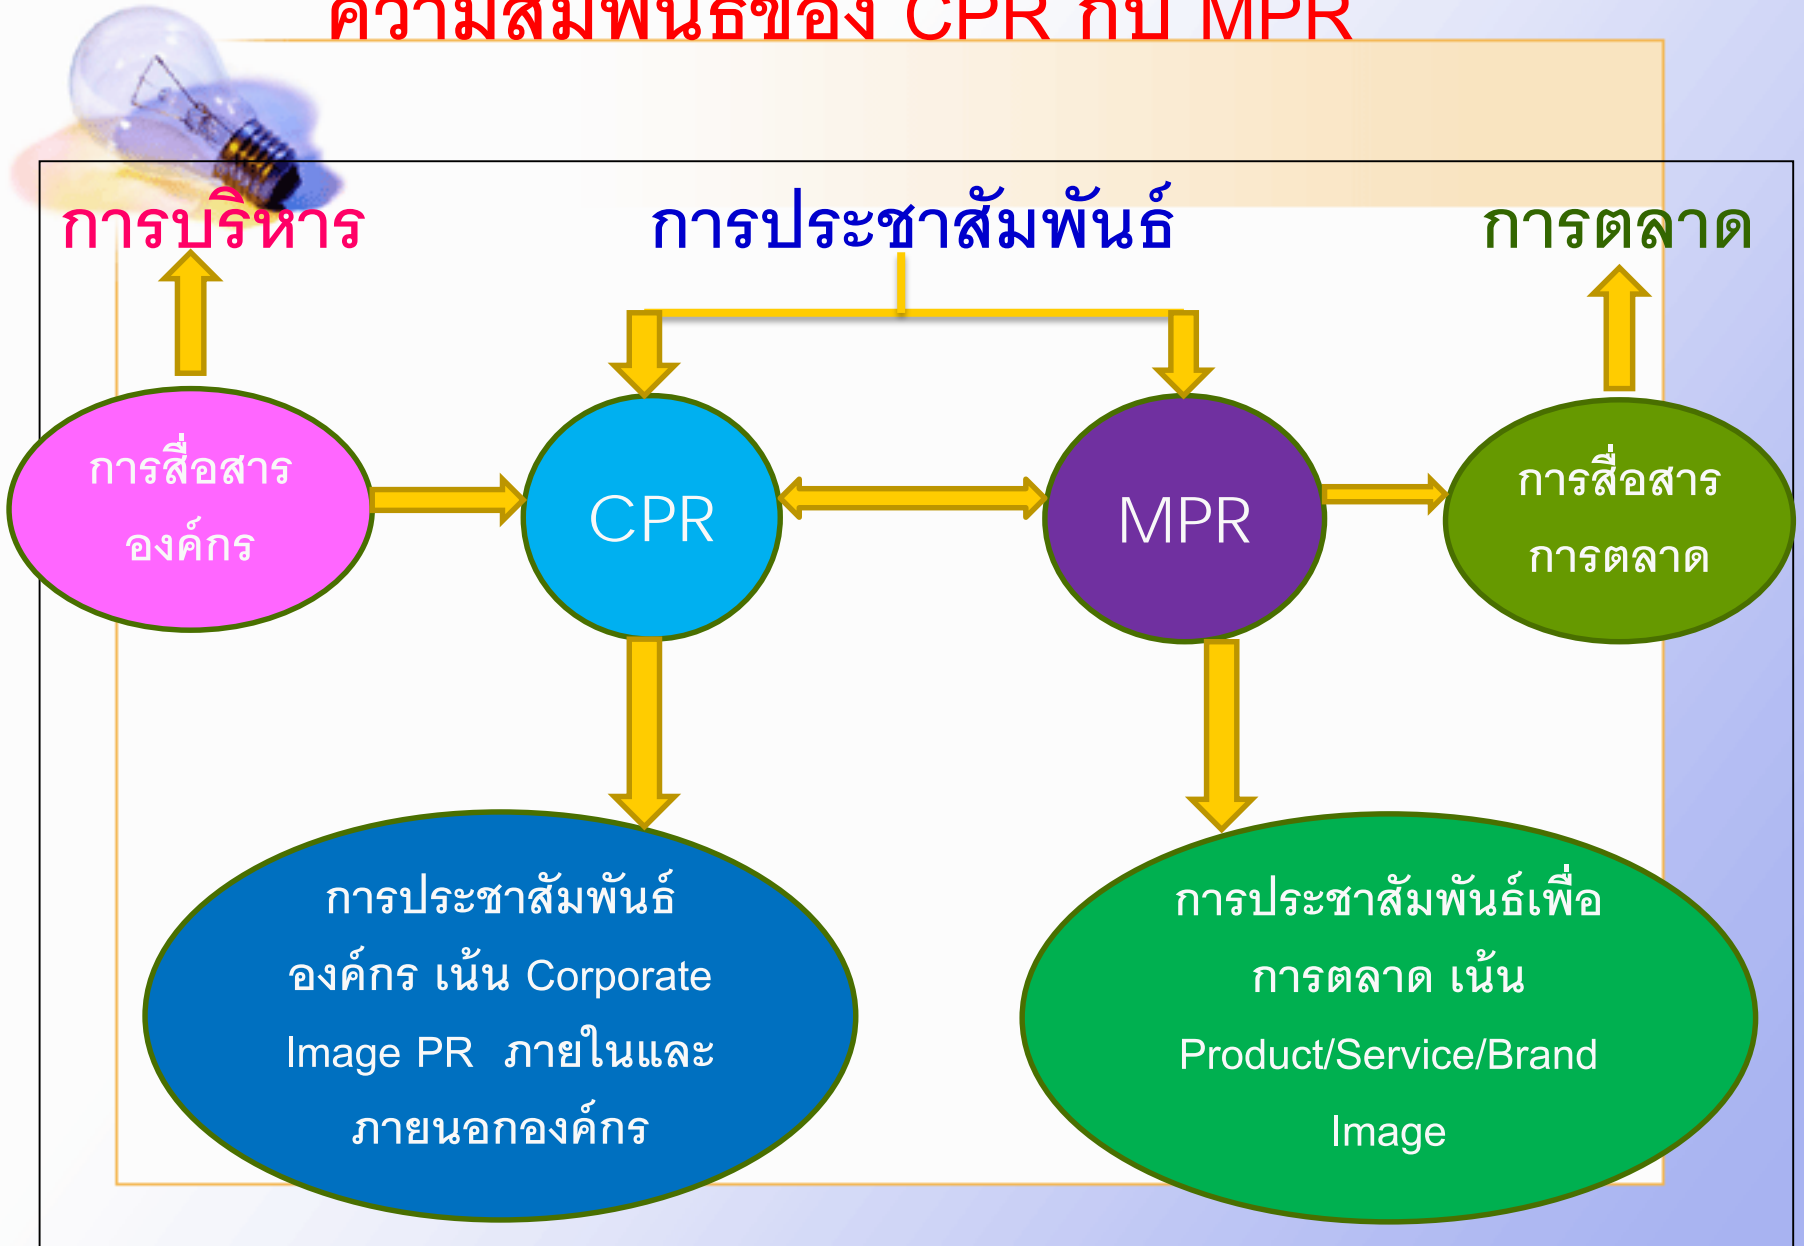 ความสัมพันธ์ของ CPR กับ MPR
การบริหาร
การประชาสัมพันธ์
การตลาด
การสื่อสาร
องค์กร
CPR
MPR
การสื่อสาร
การตลาด
การประชาสัมพันธ์
องค์กร เน้น Corporate
Image PR ภายในและ
ภายนอกองค์กร
การประชาสัมพันธ์เพื่อ
การตลาด เน้น
Product/Service/Brand
Image